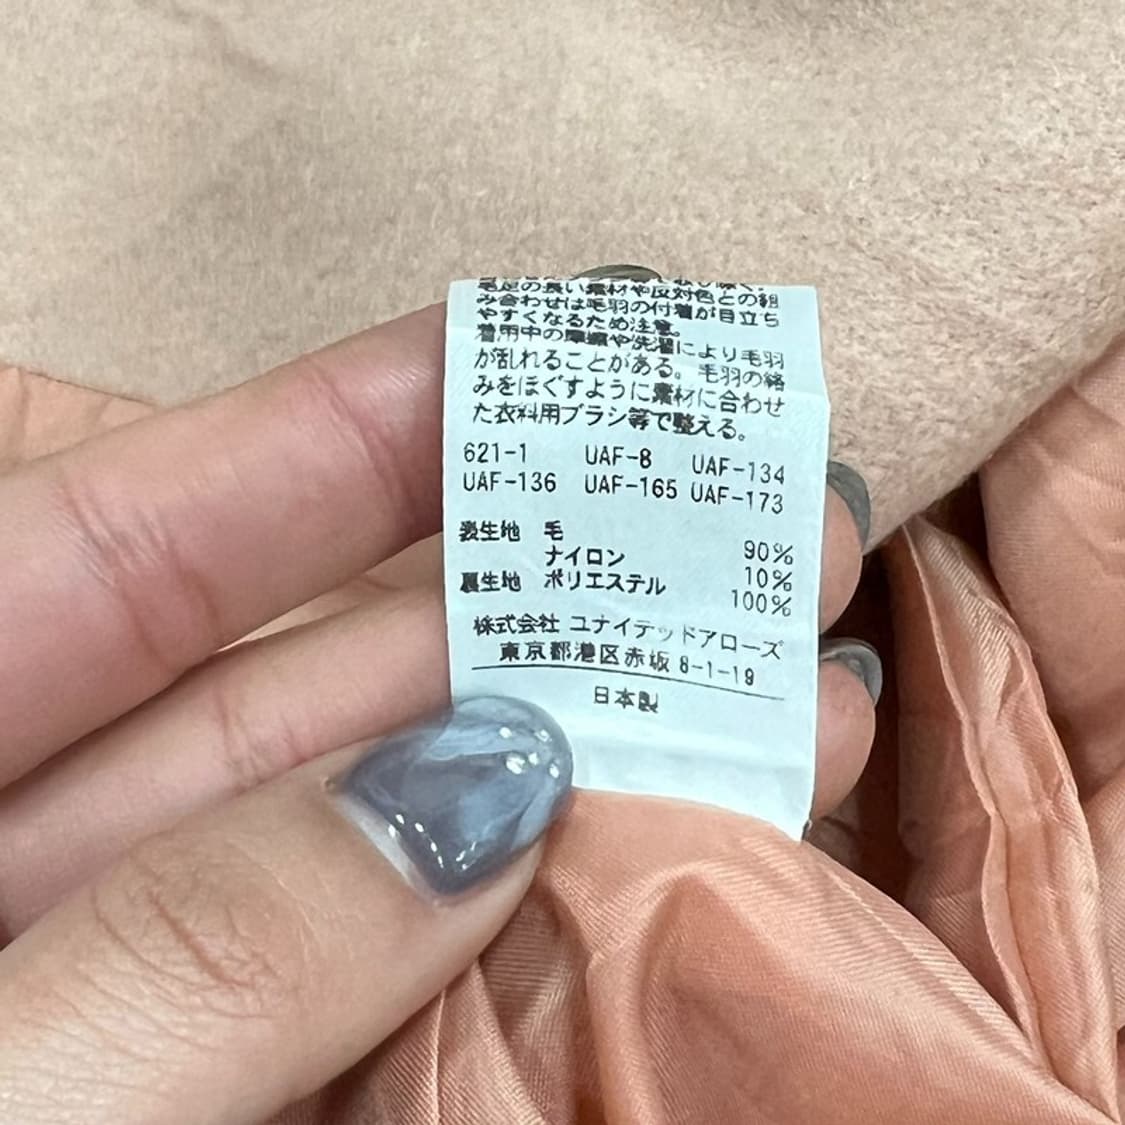 毛足の長い素材や反対色との組
み合わせは毛羽の付着が目立ち
やすくなるため注意。
着用中の摩擦や洗濯により毛羽
が乱れることがある。毛羽の絡
みをほぐすように素材に合わせ
た衣料用ブラシ等で整える。
621-1 UAF-8 UAF-134
UAF-136 UAF-165 UAF-173
表生地 毛 90%
ナイロン 10%
裏生地 ポリエステル 100%
株式会社 ユナイテッドアローズ
東京都港区赤坂 8-1-19
日本製